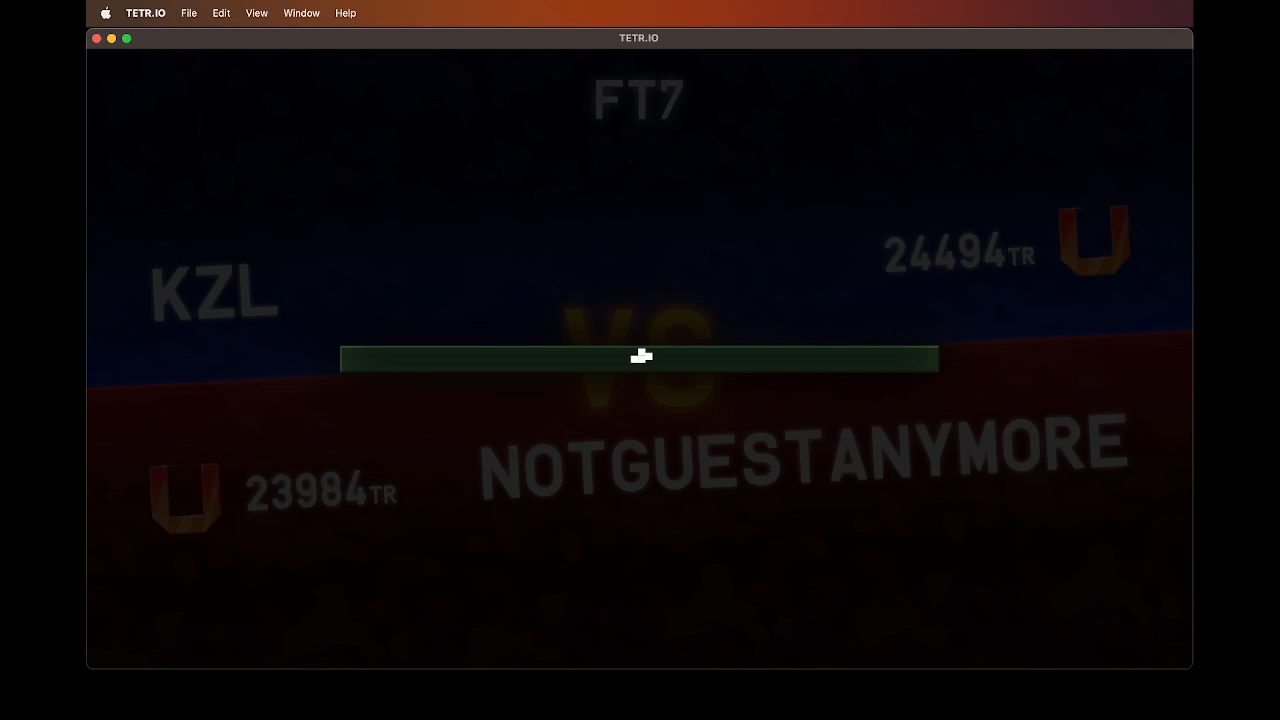 TETR.IO File Edit View Window Help
TETR.IO
FT7
24494TR
KZL
VS
NOTGUESTANYMORE
23984TR